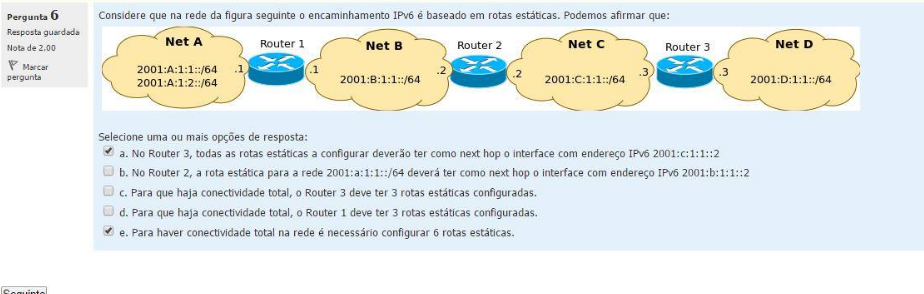 Pergunta 6
Resposta guardada
Nota de 2,00
Marcar pergunta
Considere que na rede da figura seguinte o encaminhamento IPv6 é baseado em rotas estáticas. Podemos afirmar que:
Net A
Router 1
Net B
Router 2
Net C
Router 3
Net D
2001:A:1:1::/64
2001:A:1:2::/64
.1
.1
2001:B:1:1::/64
.2
.2
2001:C:1:1::/64
.3
.3
2001:D:1:1::/64
Selecione uma ou mais opções de resposta:
a. No Router 3, todas as rotas estáticas a configurar deverão ter como next hop o interface com endereço IPv6 2001:c:1:1::2
b. No Router 2, a rota estática para a rede 2001:a:1:1::/64 deverá ter como next hop o interface com endereço IPv6 2001:b:1:1::2
c. Para que haja conectividade total, o Router 3 deve ter 3 rotas estáticas configuradas.
d. Para que haja conectividade total, o Router 1 deve ter 3 rotas estáticas configuradas.
e. Para haver conectividade total na rede é necessário configurar 6 rotas estáticas.
Seguinte